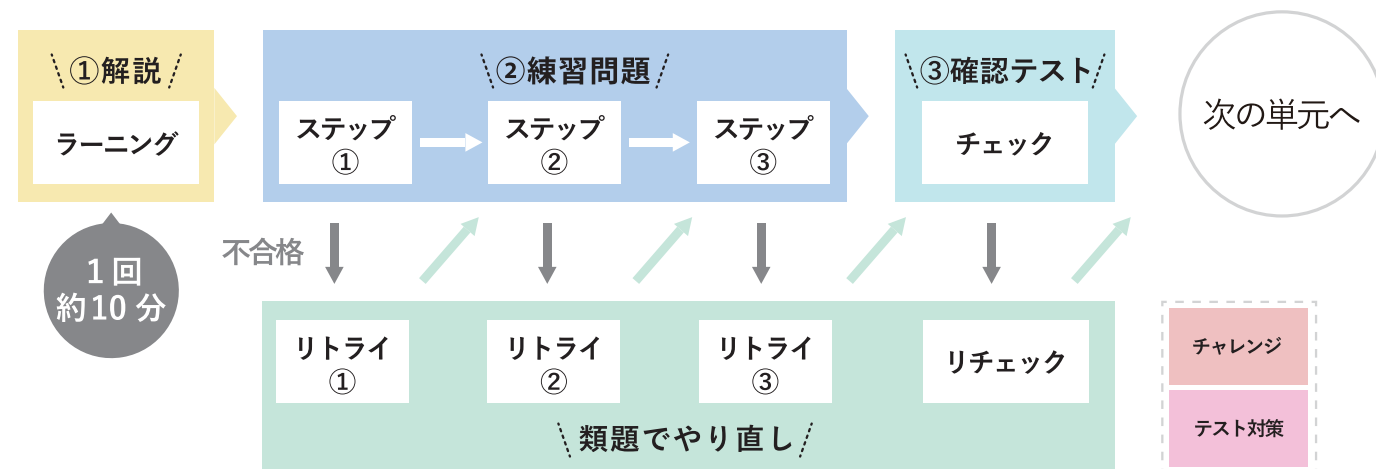 ①解説
ラーニング
1回
約10分
②練習問題
ステップ
①
ステップ
②
ステップ
③
③確認テスト
チェック
次の単元へ
不合格
リトライ
①
リトライ
②
リトライ
③
リチェック
類題でやり直し
チャレンジ
テスト対策